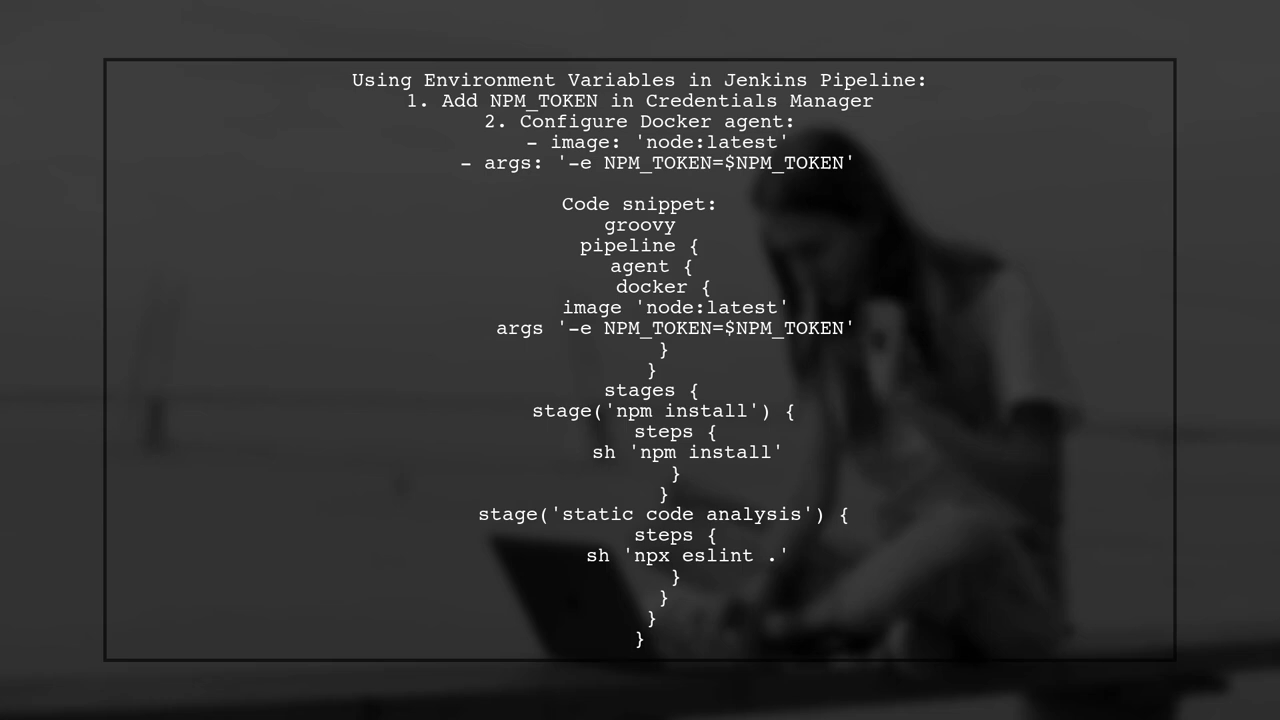 Using Environment Variables in Jenkins Pipeline:
1. Add NPM_TOKEN in Credentials Manager
2. Configure Docker agent:
- image: 'node:latest'
- args: '-e NPM_TOKEN=$NPM_TOKEN'
Code snippet:
groovy
pipeline {
agent {
docker {
image 'node:latest'
args '-e NPM_TOKEN=$NPM_TOKEN'
}
}
stages {
stage('npm install') {
steps {
sh 'npm install'
}
}
stage('static code analysis') {
steps {
sh 'npx eslint .'
}
}
}
}